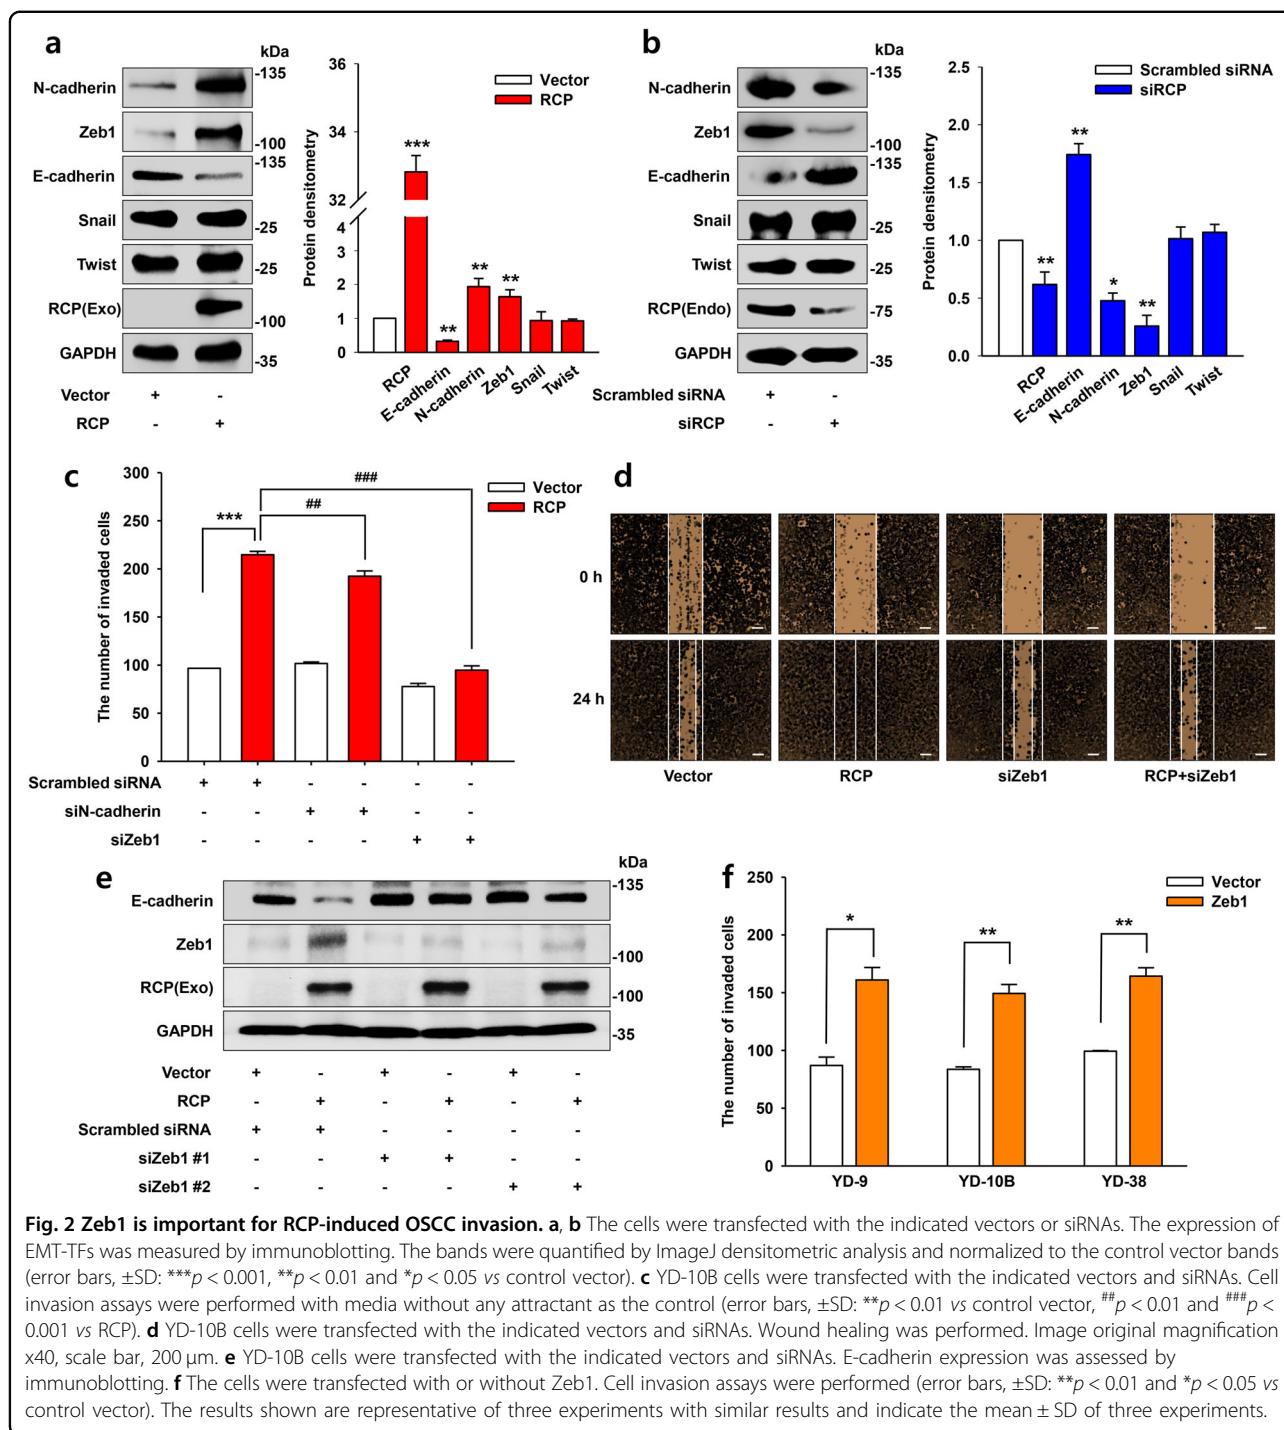 a
kDa
N-cadherin
-135
Zeb1
-100
-135
E-cadherin
Snail
-25
Twist
-25
RCP(Exo)
-100
GAPDH
-35
Vector + -
RCP - +
Protein densitometry
36
34
32
4
3
2
1
0
Vector
RCP
***
**
**
**
RCP
E-cadherin
N-cadherin
Zeb1
Snail
Twist
b
kDa
N-cadherin
-135
Zeb1
-100
-135
E-cadherin
Snail
-25
Twist
-25
RCP(Endo)
-75
GAPDH
-35
Scrambled siRNA + -
siRCP - +
Protein densitometry
2.5
2.0
1.5
1.0
0.5
0.0
Scrambled siRNA
siRCP
**
**
*
**
RCP
E-cadherin
N-cadherin
Zeb1
Snail
Twist
c
The number of invaded cells
300
250
200
150
100
50
0
Vector
RCP
***
##
###
Scrambled siRNA + + - - - -
siN-cadherin - - + + - -
siZeb1 - - - - + +
d
0 h
24 h
Vector RCP siZeb1 RCP+siZeb1
e
kDa
E-cadherin
-135
Zeb1
-100
RCP(Exo)
-100
GAPDH
-35
Vector + - + - + -
RCP - + - + - +
Scrambled siRNA + + - - - -
siZeb1 #1 - - + + - -
siZeb1 #2 - - - - + +
f
The number of invaded cells
250
200
150
100
50
0
Vector
Zeb1
*
**
**
YD-9 YD-10B YD-38
Fig. 2 Zeb1 is important for RCP-induced OSCC invasion. a, b The cells were transfected with the indicated vectors or siRNAs. The expression of
EMT-TFs was measured by immunoblotting. The bands were quantified by ImageJ densitometric analysis and normalized to the control vector bands
(error bars, ±SD: ***p < 0.001, **p < 0.01 and *p < 0.05 vs control vector). c YD-10B cells were transfected with the indicated vectors and siRNAs. Cell
invasion assays were performed with media without any attractant as the control (error bars, ±SD: **p < 0.01 vs control vector, ##p < 0.01 and ###p <
0.001 vs RCP). d YD-10B cells were transfected with the indicated vectors and siRNAs. Wound healing was performed. Image original magnification
x40, scale bar, 200 µm. e YD-10B cells were transfected with the indicated vectors and siRNAs. E-cadherin expression was assessed by
immunoblotting. f The cells were transfected with or without Zeb1. Cell invasion assays were performed (error bars, ±SD: **p < 0.01 and *p < 0.05 vs
control vector). The results shown are representative of three experiments with similar results and indicate the mean ± SD of three experiments.